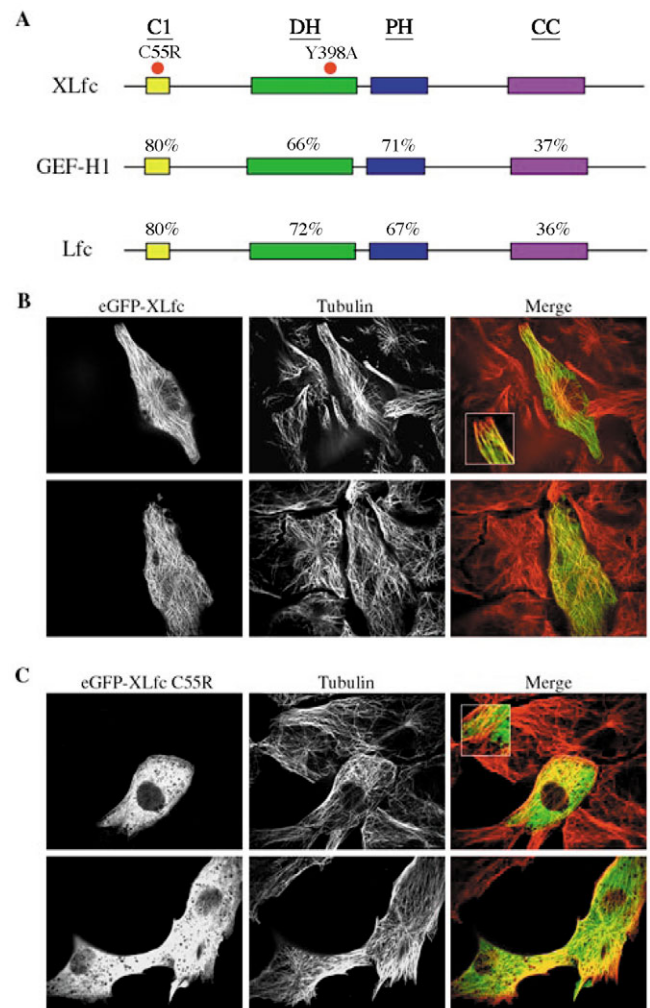 A
C1 DH PH CC
C55R Y398A
XLfc
80% 66% 71% 37%
GEF-H1
80% 72% 67% 36%
Lfc
B
eGFP-XLfc Tubulin Merge
C
eGFP-XLfc C55R Tubulin Merge